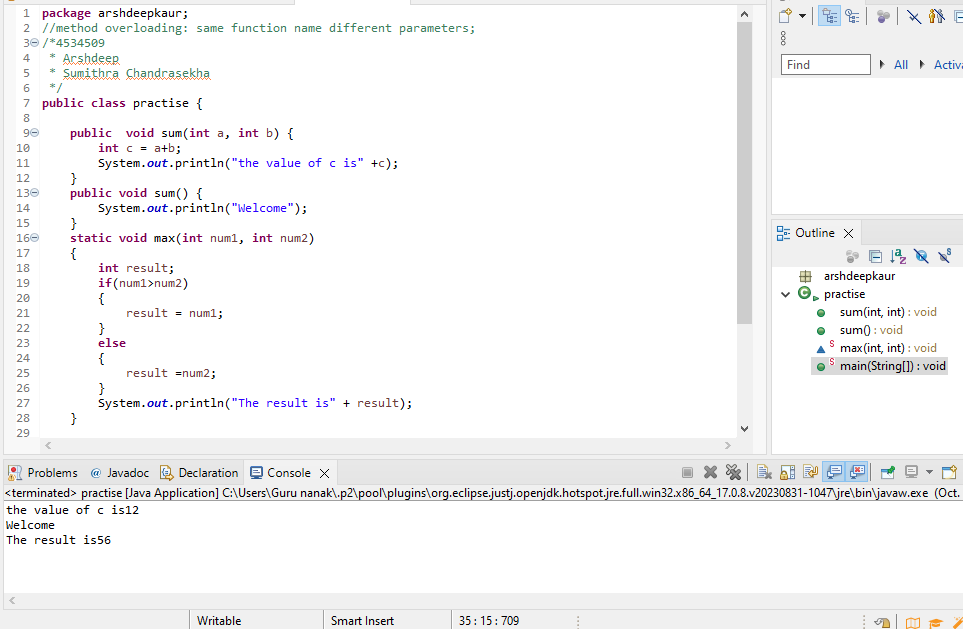 1 package arshdeepkaur;
2 //method overloading: same function name different parameters;
3 /*4534509
4  * Arshdeep
5  * Sumithra Chandrasekha
6  */
7 public class practise {
8
9     public  void sum(int a, int b) {
10         int c = a+b;
11         System.out.println("the value of c is" +c);
12     }
13     public void sum() {
14         System.out.println("Welcome");
15     }
16     static void max(int num1, int num2)
17     {
18         int result;
19         if(num1>num2)
20         {
21             result = num1;
22         }
23         else
24         {
25             result =num2;
26         }
27         System.out.println("The result is" + result);
28     }
29
Find All Activa
Outline
arshdeepkaur
practise
sum(int, int) : void
sum() : void
max(int, int) : void
main(String[]) : void
Problems @ Javadoc Declaration Console
<terminated> practise [Java Application] C:\Users\Guru nanak\.p2\pool\plugins\org.eclipse.justj.openjdk.hotspot.jre.full.win32.x86_64_17.0.8.v20230831-1047\jre\bin\javaw.exe (Oct.
the value of c is12
Welcome
The result is56
Writable Smart Insert 35 : 15 : 709